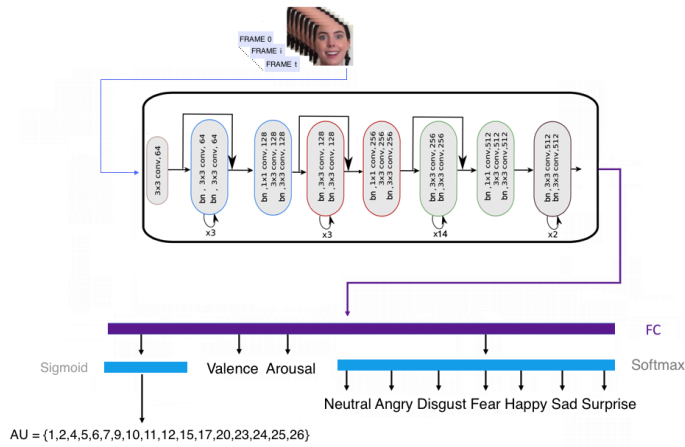 FRAME 0
FRAME i
FRAME t
3x3 conv, 64
bn , 3x3 conv, 64
bn , 3x3 conv, 64
x3
bn ,1x1 conv, 128
3x3 conv, 128
bn,3x3 conv, 128
bn ,3x3 conv, 128
bn ,3x3 conv, 128
x3
bn ,1x1 conv, 256
3x3 conv,256
bn,3x3 conv, 256
bn, 3x3 conv, 256
bn, 3x3 conv, 256
x14
bn, 1x1 conv,512
3x3 conv,512
bn,3x3 conv,512
bn,3x3 conv,512
bn,3x3 conv,512
x2
FC
Sigmoid
Valence Arousal
Softmax
Neutral Angry Disgust Fear Happy Sad Surprise
AU = {1,2,4,5,6,7,9,10,11,12,15,17,20,23,24,25,26}